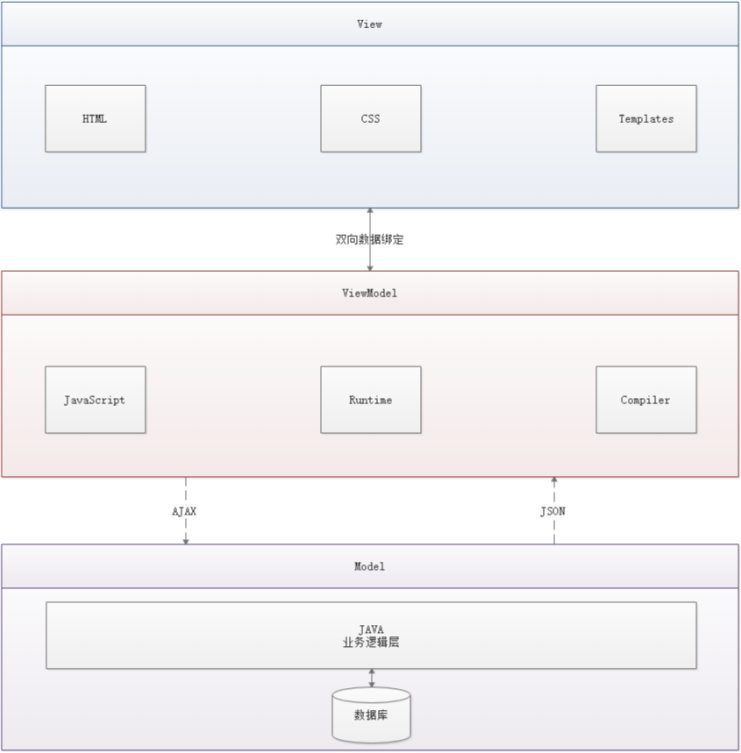 View
HTML
CSS
Templates
双向数据绑定
ViewModel
JavaScript
Runtime
Compiler
AJAX
JSON
Model
JAVA
业务逻辑层
数据库